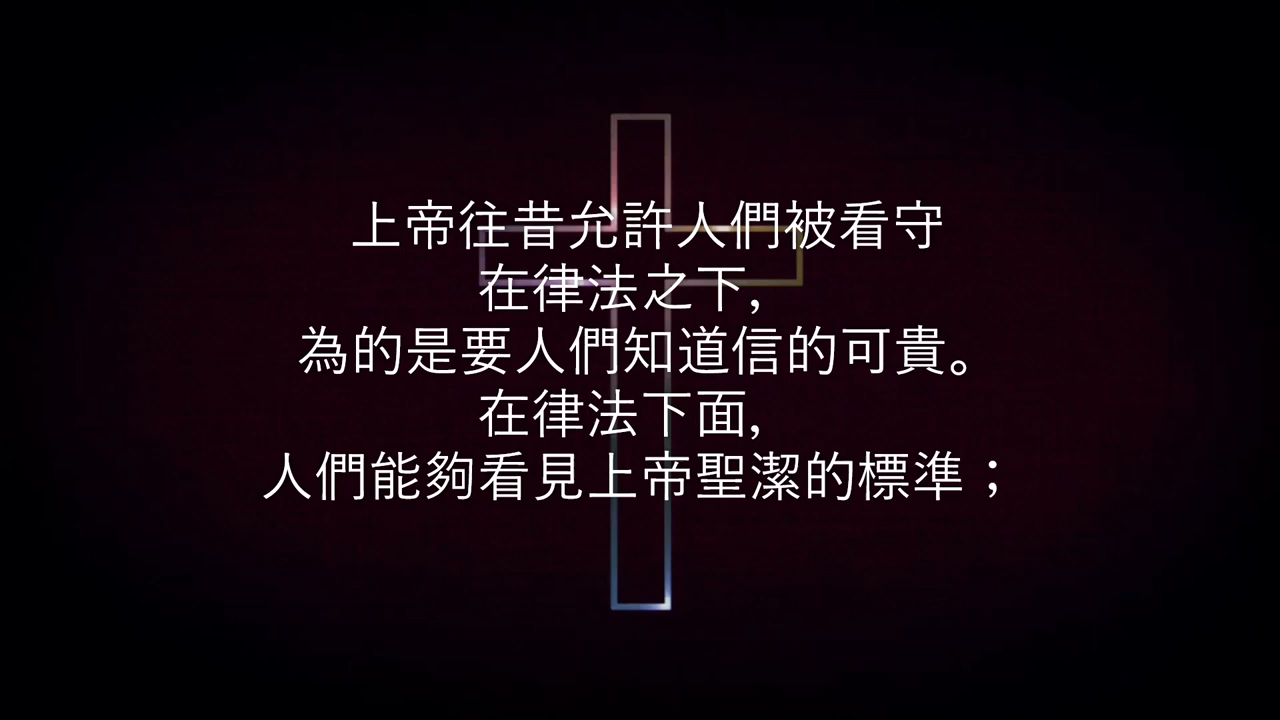 上帝往昔允許人們被看守
在律法之下,
為的是要人們知道信的可貴。
在律法下面,
人們能夠看見上帝聖潔的標準；